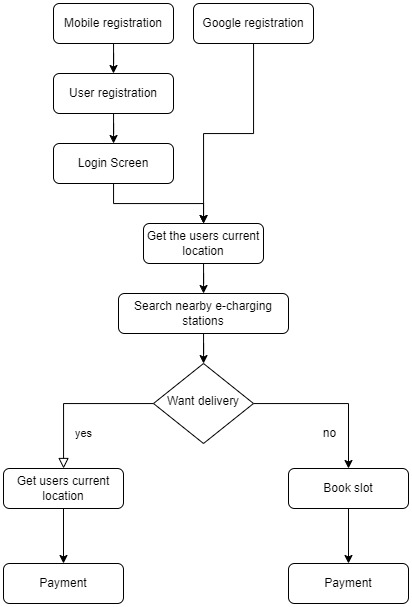 Mobile registration
Google registration
User registration
Login Screen
Get the users current
location
Search nearby e-charging
stations
Want delivery
yes
no
Get users current
location
Book slot
Payment
Payment